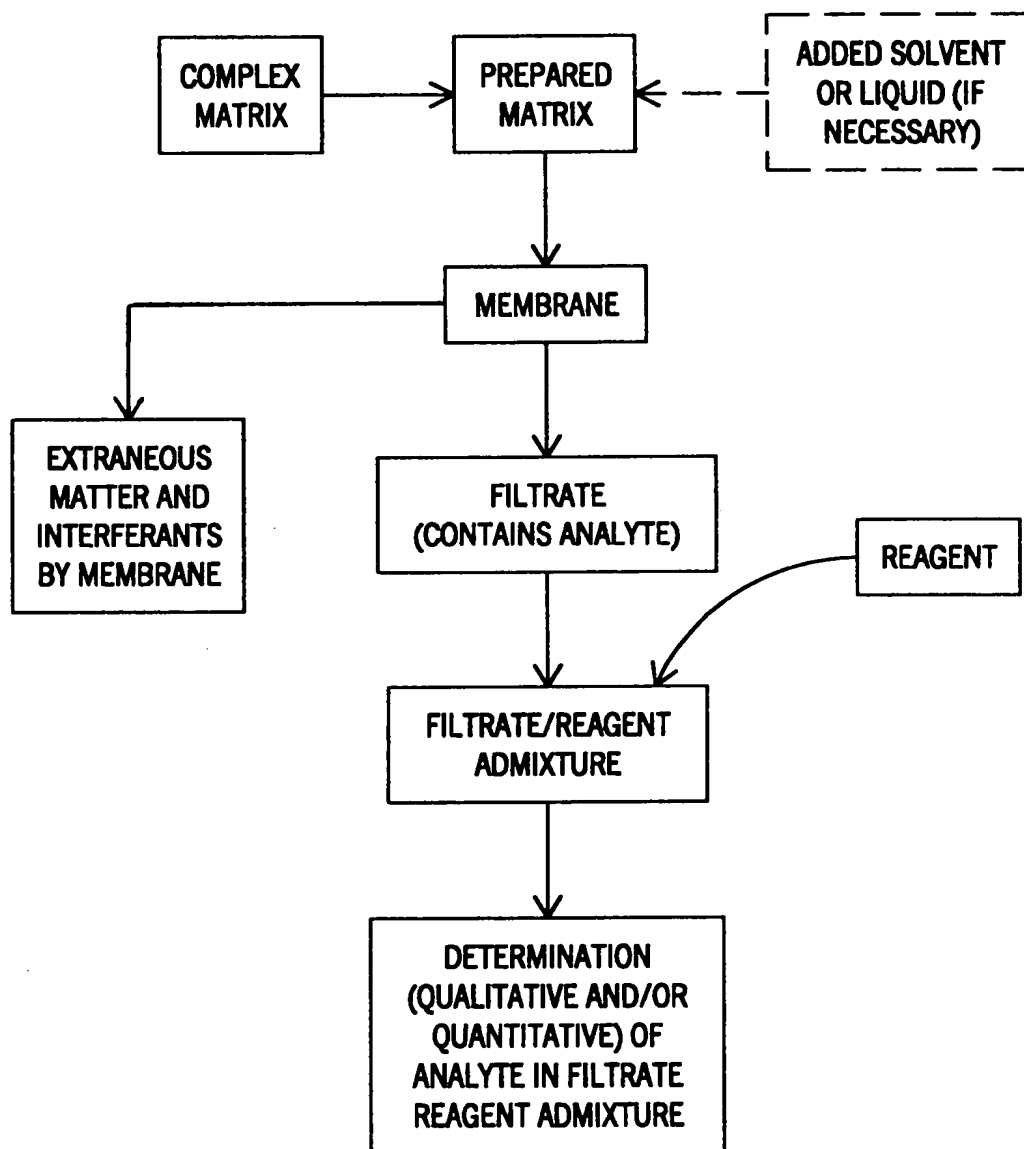 COMPLEX
MATRIX
PREPARED
MATRIX
ADDED SOLVENT
OR LIQUID (IF
NECESSARY)
MEMBRANE
EXTRANEOUS
MATTER AND
INTERFERANTS
BY MEMBRANE
FILTRATE
(CONTAINS ANALYTE)
REAGENT
FILTRATE/REAGENT
ADMIXTURE
DETERMINATION
(QUALITATIVE AND/OR
QUANTITATIVE) OF
ANALYTE IN FILTRATE
REAGENT ADMIXTURE